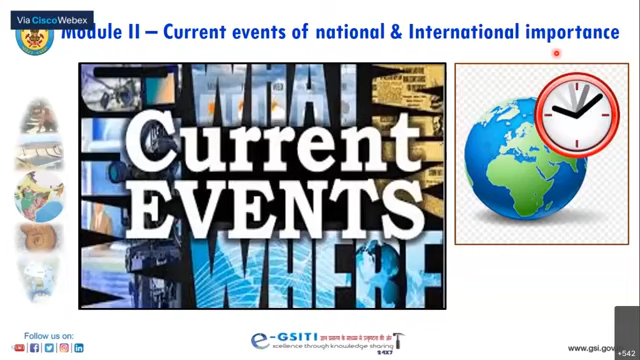 Via Cisco Webex
Module II – Current events of national & International importance
WHAT
Current
EVENTS
WHERE
Follow us on:
e-GSITI
excellence through knowledge sharing
24X7
www.gsi.gov
+542